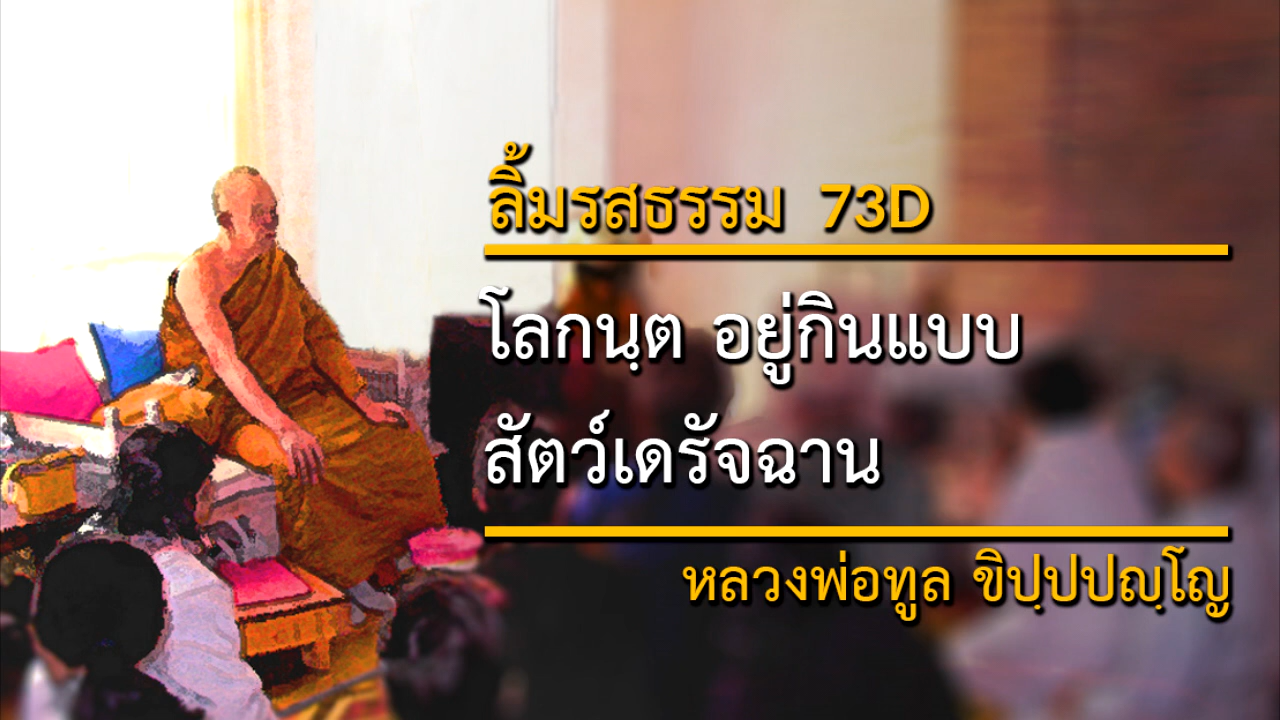 ลิ้มรสธรรม 73D
โลกนฺต อยู่กินแบบ
สัตว์เดรัจฉาน
หลวงพ่อทูล ขิปฺปปญฺโญ